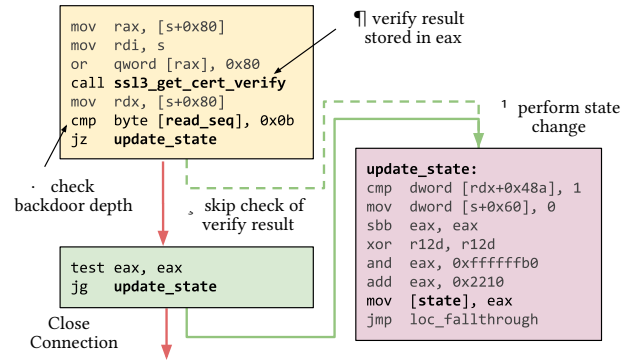 mov rax, [s+0x80]
mov rdi, s
or qword [rax], 0x80
call ssl3_get_cert_verify
mov rdx, [s+0x80]
cmp byte [read_seq], 0x0b
jz update_state
¶ verify result
stored in eax
¹ perform state
change
check
backdoor depth
skip check of
verify result
update_state:
cmp dword [rdx+0x48a], 1
mov dword [s+0x60], 0
sbb eax, eax
xor r12d, r12d
and eax, 0xffffffb0
add eax, 0x2210
mov [state], eax
jmp loc_fallthrough
test eax, eax
jg update_state
Close
Connection